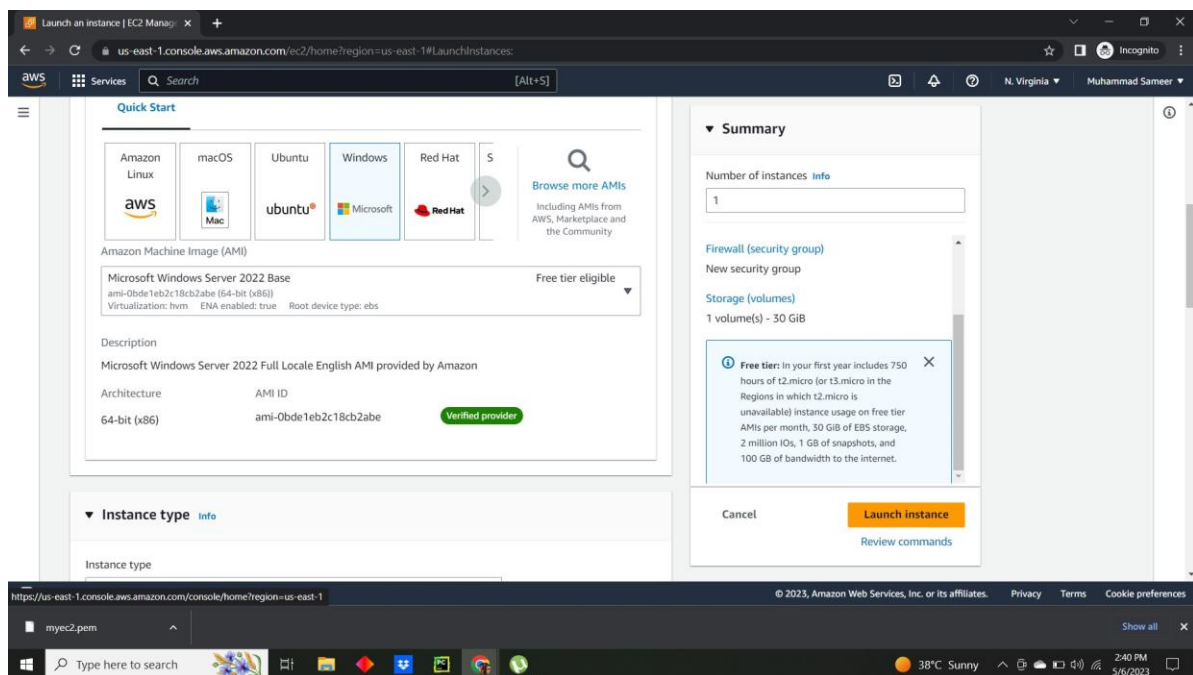 Launch an instance | EC2 Manag
us-east-1.console.aws.amazon.com/ec2/home?region=us-east-1#LaunchInstances:
Incognito
aws
Services
Search
[Alt+S]
N. Virginia
Muhammad Sameer
Quick Start
Amazon Linux
macOS
Ubuntu
Windows
Red Hat
S
aws
Mac
ubuntu
Microsoft
Red Hat
Browse more AMIs
Including AMIs from
AWS, Marketplace and
the Community
Amazon Machine Image (AMI)
Microsoft Windows Server 2022 Base
Free tier eligible
ami-0bde1eb2c18cb2abe (64-bit (x86))
Virtualization: hvm ENA enabled: true Root device type: ebs
Description
Microsoft Windows Server 2022 Full Locale English AMI provided by Amazon
Architecture
AMI ID
64-bit (x86)
ami-0bde1eb2c18cb2abe
Verified provider
Instance type Info
Instance type
Summary
Number of instances Info
1
Firewall (security group)
New security group
Storage (volumes)
1 volume(s) - 30 GiB
Free tier: In your first year includes 750
hours of t2.micro (or t3.micro in the
Regions in which t2.micro is
unavailable) instance usage on free tier
AMIs per month, 30 GiB of EBS storage,
2 million IOs, 1 GB of snapshots, and
100 GB of bandwidth to the internet.
Cancel
Launch instance
Review commands
https://us-east-1.console.aws.amazon.com/console/home?region=us-east-1
© 2023, Amazon Web Services, Inc. or its affiliates.
Privacy
Terms
Cookie preferences
myec2.pem
Show all
Type here to search
38°C Sunny
2:40 PM
5/6/2023